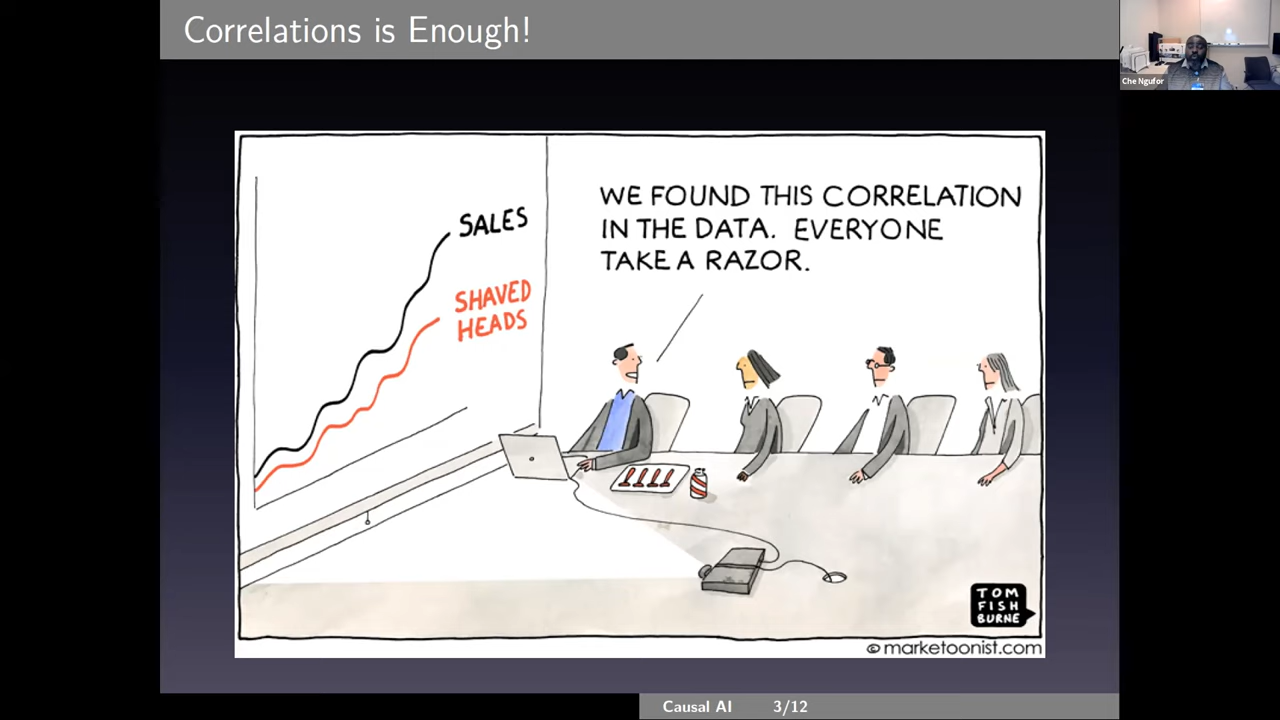 Correlations is Enough!
Che Ngufor
SALES
SHAVED
HEADS
WE FOUND THIS CORRELATION
IN THE DATA. EVERYONE
TAKE A RAZOR.
TOM
FISH
BURNE
© marketoonist.com
Causal AI 3/12